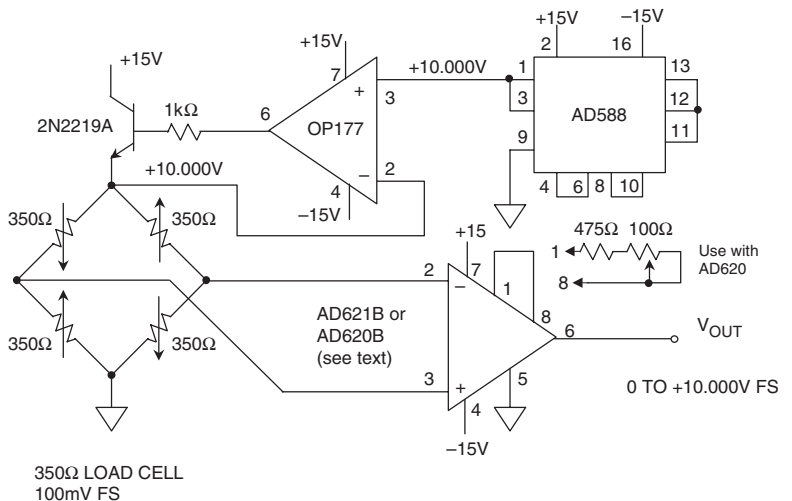 +15V
2N2219A
1kΩ
6
+15V
7
+
3
OP177
−
2
4
−15V
+10.000V
+15V
−15V
2
16
1
3
9
AD588
13
12
11
4
6
8
10
+10.000V
350Ω
350Ω
350Ω
350Ω
2
3
AD621B or
AD620B
(see text)
+15
7
−
1
8
+
6
5
4
−15V
475Ω
100Ω
1
8
Use with
AD620
VOUT
0 TO +10.000V FS
350Ω LOAD CELL
100mV FS